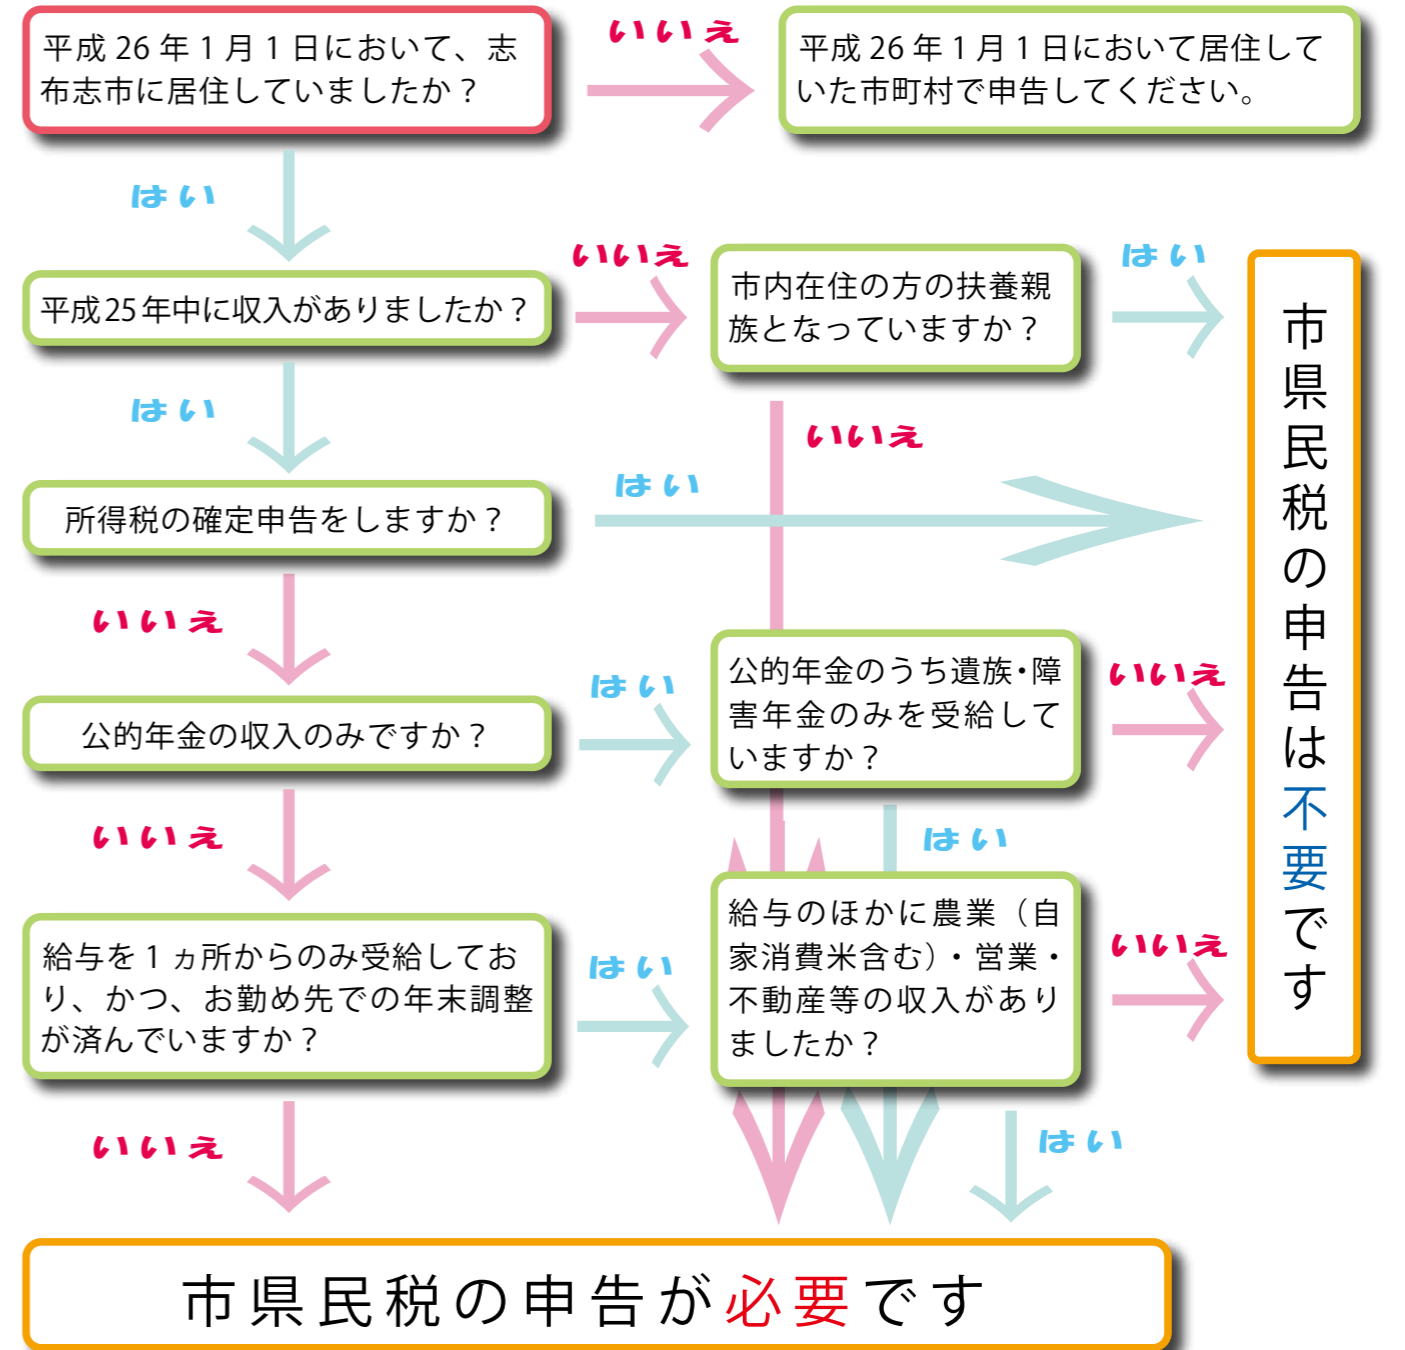 平成 26 年 1 月 1 日において、志
布志市に居住していましたか？
いいえ
平成 26 年 1 月 1 日において居住して
いた市町村で申告してください。
はい
平成 25 年中に収入がありましたか？
いいえ
市内在住の方の扶養親
族となっていますか？
はい
はい
いいえ
所得税の確定申告をしますか？
はい
いいえ
公的年金の収入のみですか？
はい
公的年金のうち遺族・障
害年金のみを受給して
いますか？
いいえ
いいえ
はい
給与を 1 ヵ所からのみ受給してお
り、かつ、お勤め先での年末調整
が済んでいますか？
はい
給与のほかに農業（自
家消費米含む）・営業・
不動産等の収入があり
ましたか？
いいえ
いいえ
はい
市県民税の申告は不要です
市県民税の申告が必要です